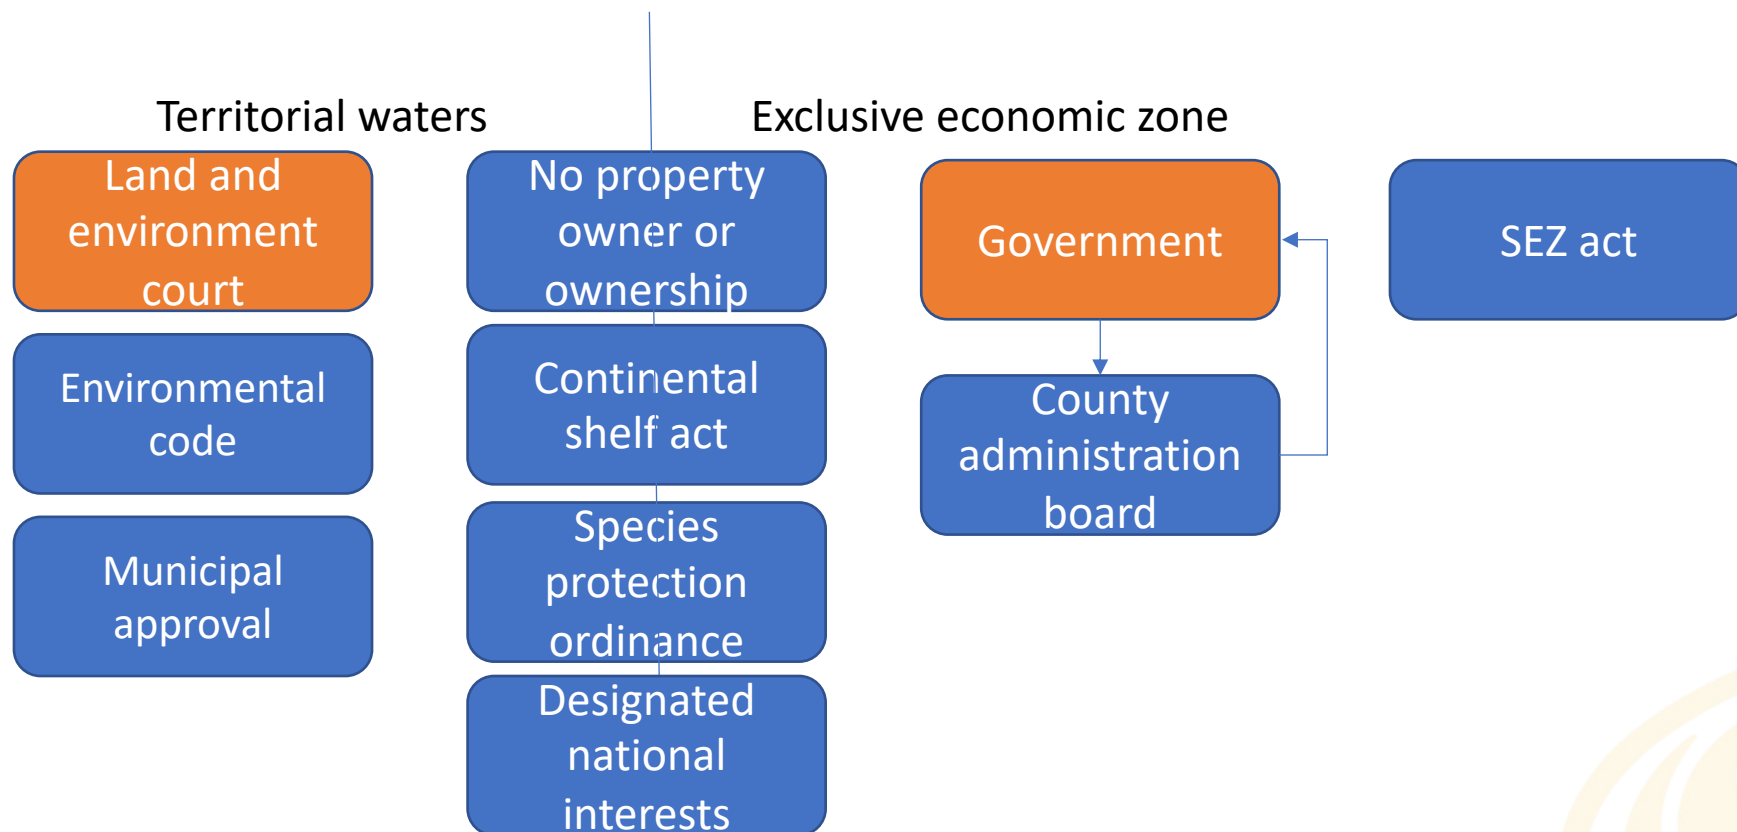 Territorial waters
Exclusive economic zone
Land and
environment
court
Environmental
code
Municipal
approval
No property
owner or
ownership
Continental
shelf act
Species
protection
ordinance
Designated
national
interests
Government
County
administration
board
SEZ act